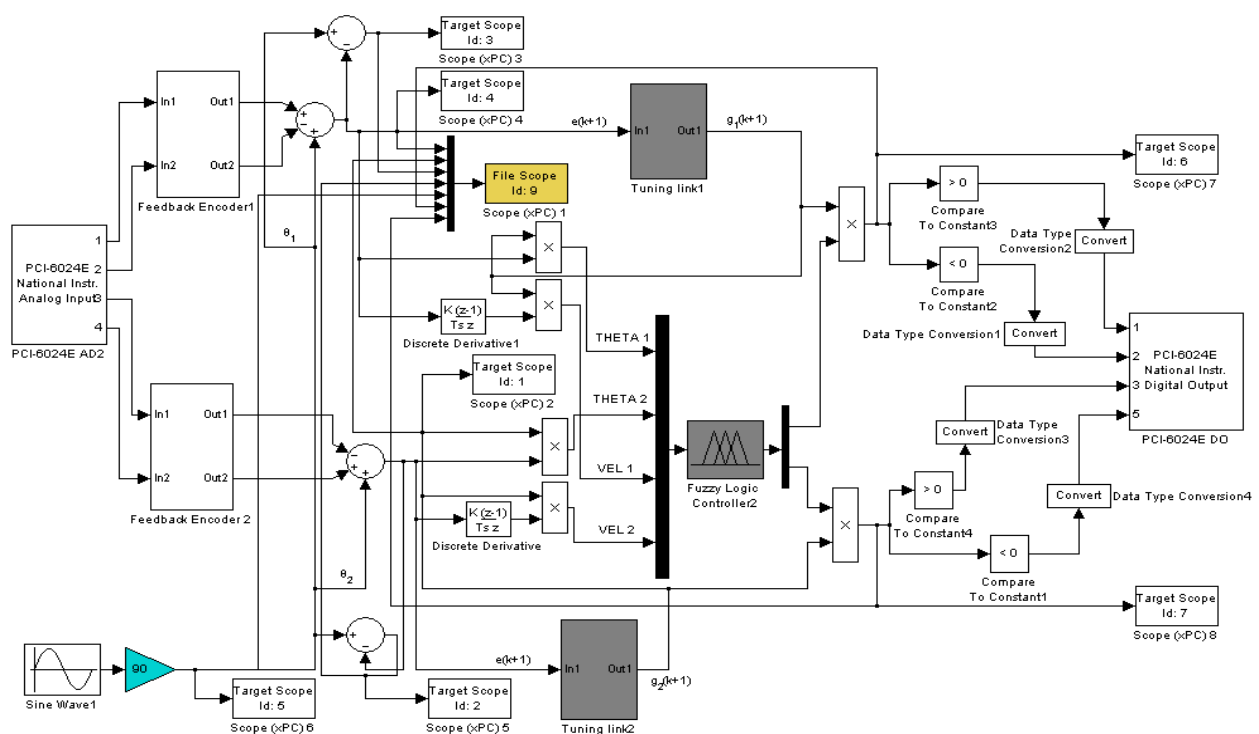 Target Scope
Id: 3
Scope (xPC) 3
Target Scope
Id: 4
Scope (xPC) 4
In1
Out1
In2
Out2
Feedback Encoder1
θ1
e(k+1)
In1
Out1
g1(k+1)
Tuning link1
File Scope
Id: 9
Scope (xPC) 1
Target Scope
Id: 6
Scope (xPC) 7
> 0
Compare
To Constant3
Data Type
Conversion2
Convert
< 0
Compare
To Constant2
Data Type Conversion1
Convert
PCI-6024E
National Instr.
Analog Input
1
2
3
4
PCI-6024E AD2
K (z-1)
Ts z
Discrete Derivative1
×
×
THETA 1
Target Scope
Id: 1
Scope (xPC) 2
THETA 2
×
VEL 1
×
VEL 2
K (z-1)
Ts z
Discrete Derivative
Fuzzy Logic
Controller2
×
×
1
2
3
5
PCI-6024E
National Instr.
Digital Output
PCI-6024E DO
Convert
Data Type
Conversion3
> 0
Compare
To Constant4
Convert
Data Type Conversion4
< 0
Compare
To Constant1
Target Scope
Id: 7
Scope (xPC) 8
In1
Out1
In2
Out2
Feedback Encoder 2
θ2
Sine Wave1
90
Target Scope
Id: 5
Scope (xPC) 6
Target Scope
Id: 2
Scope (xPC) 5
e(k+1)
In1
Out1
g2(k+1)
Tuning link2